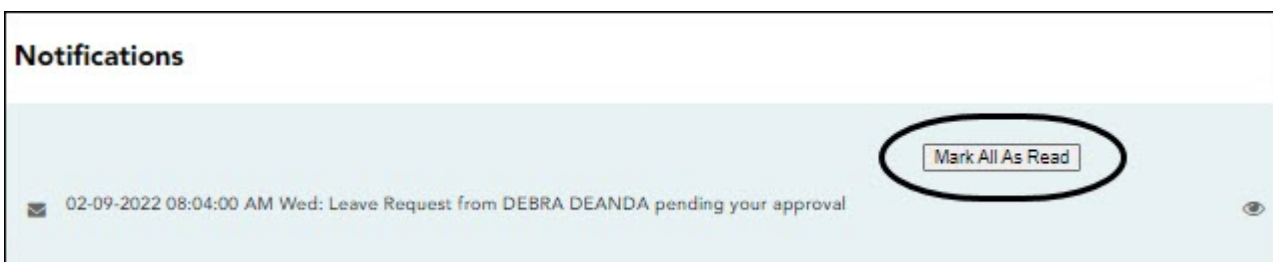 Notifications
Mark All As Read
02-09-2022 08:04:00 AM Wed: Leave Request from DEBRA DEANDA pending your approval